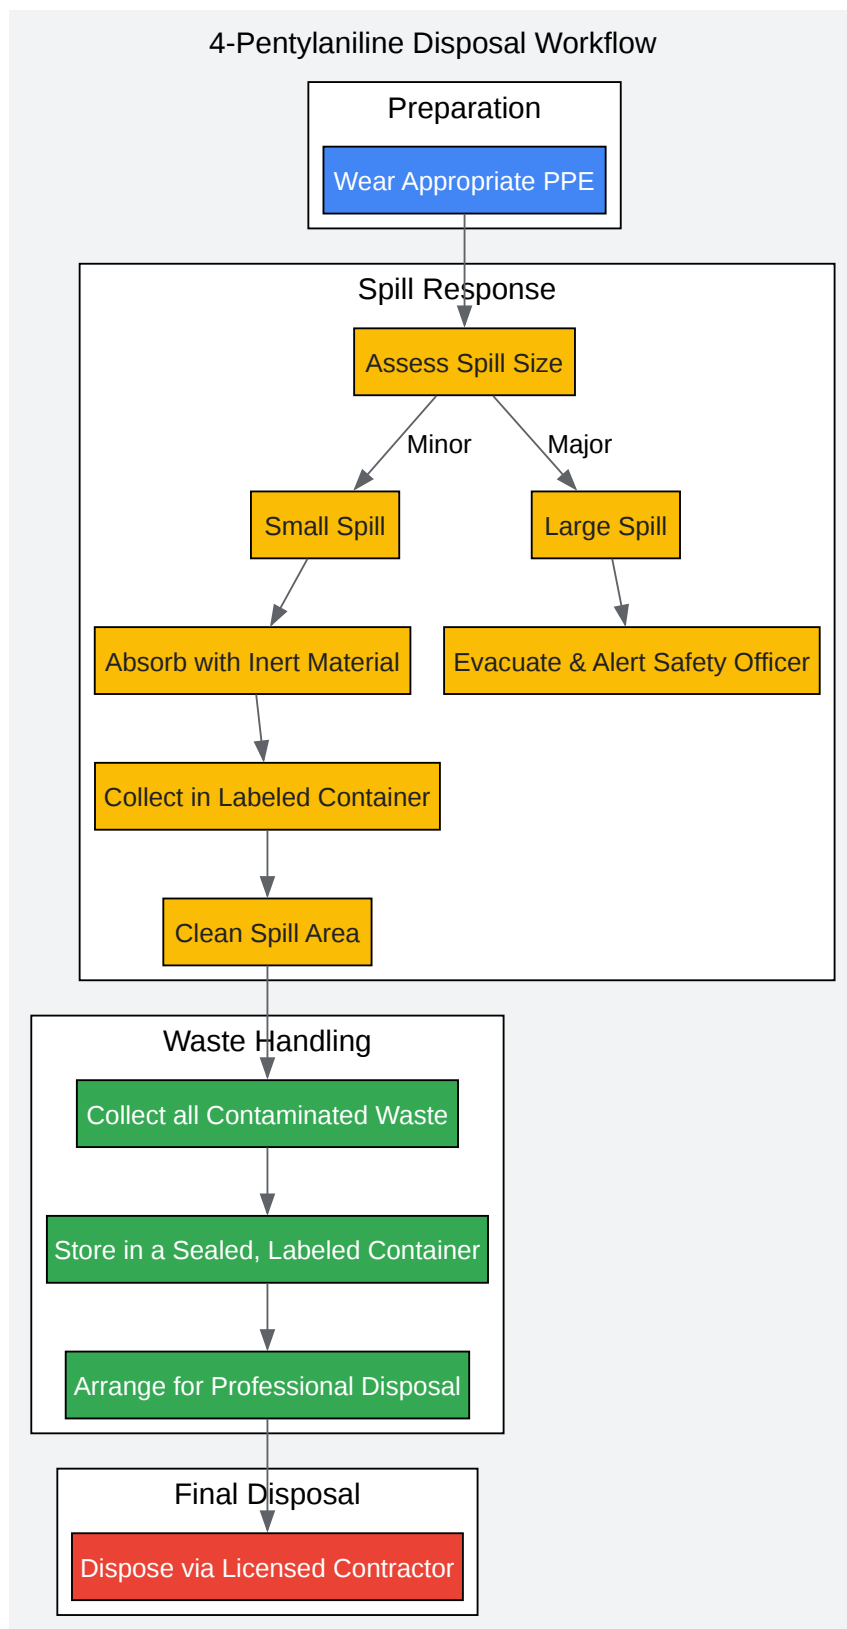 4-Pentylaniline Disposal Workflow
Preparation
Wear Appropriate PPE
Spill Response
Assess Spill Size
Minor
Major
Small Spill
Large Spill
Absorb with Inert Material
Evacuate & Alert Safety Officer
Collect in Labeled Container
Clean Spill Area
Waste Handling
Collect all Contaminated Waste
Store in a Sealed, Labeled Container
Arrange for Professional Disposal
Final Disposal
Dispose via Licensed Contractor